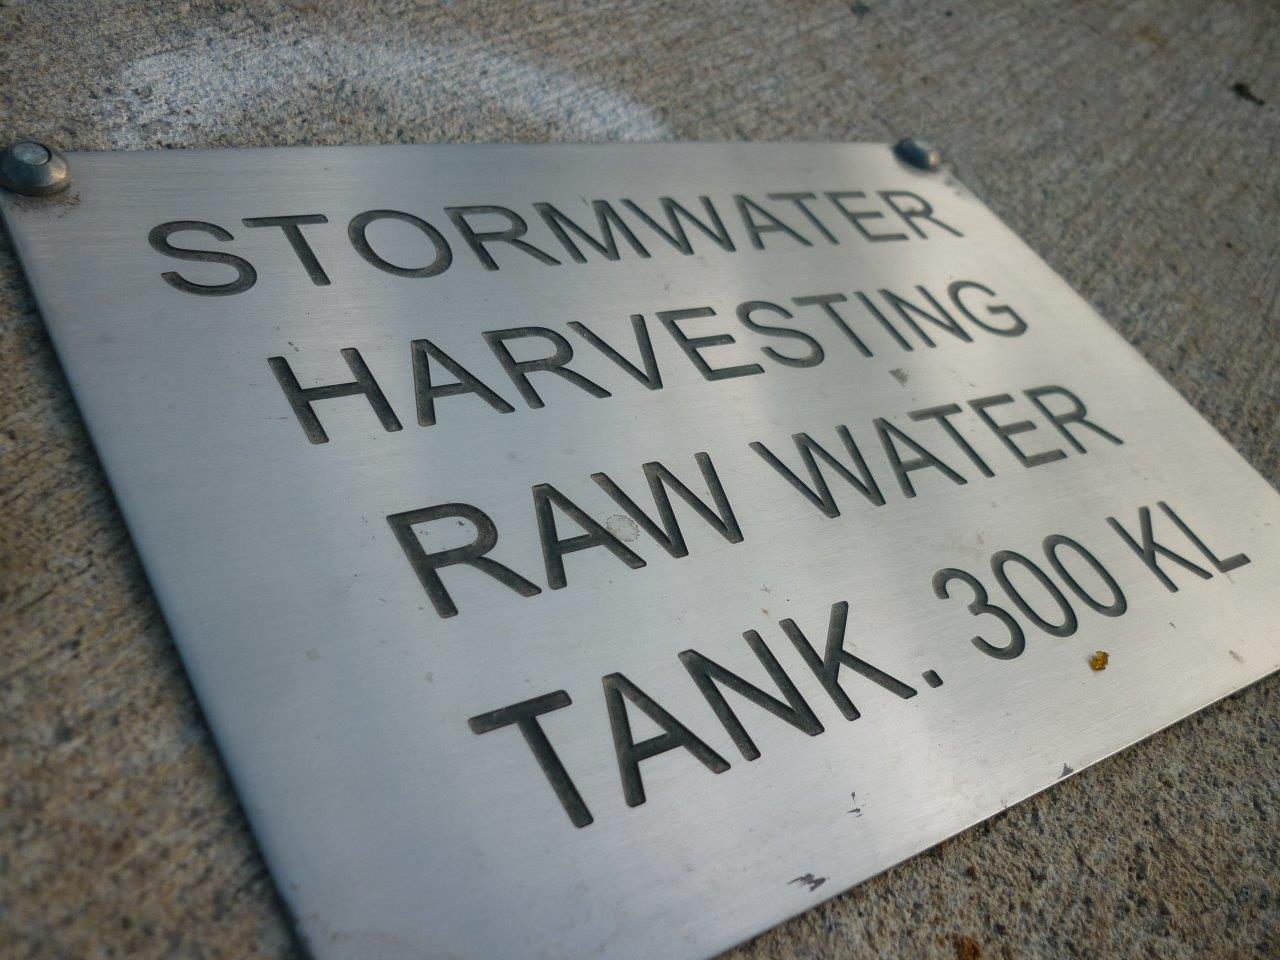 STORMWATER
HARVESTING
RAW WATER
TANK. 300 KL